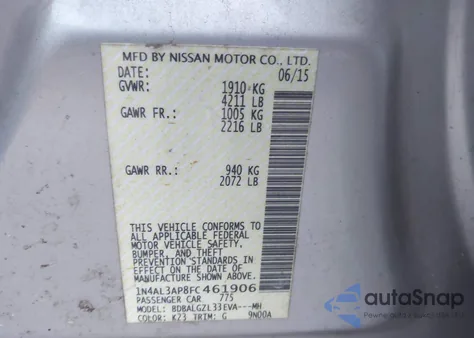 MFD BY NISSAN MOTOR CO., LTD.
DATE: 06/15
GVWR: 1910 KG
4211 LB
GAWR FR.: 1005 KG
2216 LB
GAWR RR.: 940 KG
2072 LB
THIS VEHICLE CONFORMS TO
ALL APPLICABLE FEDERAL
MOTOR VEHICLE SAFETY,
BUMPER, AND THEFT
PREVENTION STANDARDS IN
EFFECT ON THE DATE OF
MANUFACTURE SHOWN ABOVE.
1N4AL3AP8FC461906
PASSENGER CAR 775
MODEL: BDBALGZL33EVA---MH
COLOR: K23 TRIM: G 9N00A
autoSnap